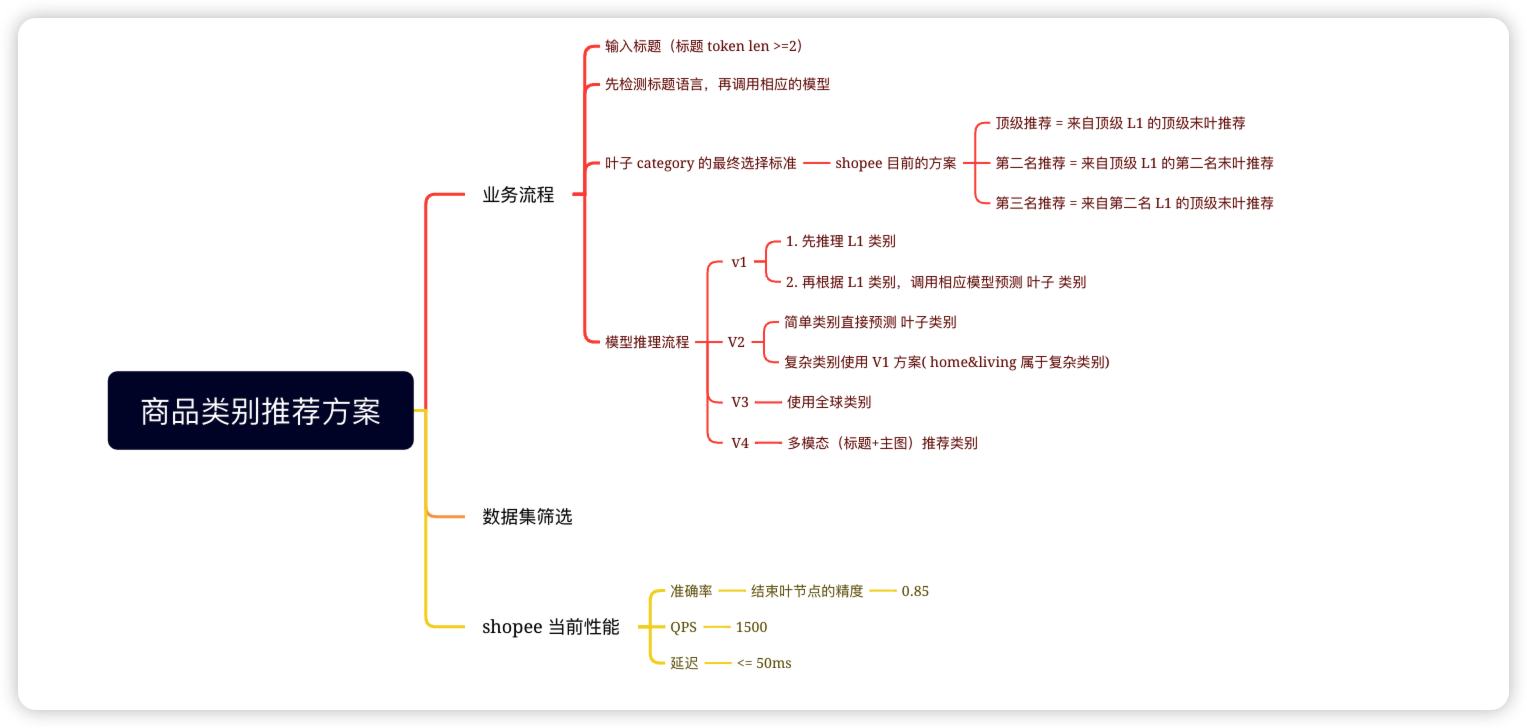 商品类别推荐方案
业务流程
输入标题（标题 token len >=2）
先检测标题语言，再调用相应的模型
叶子 category 的最终选择标准
shopee 目前的方案
顶级推荐 = 来自顶级 L1 的顶级末叶推荐
第二名推荐 = 来自顶级 L1 的第二名末叶推荐
第三名推荐 = 来自第二名 L1 的顶级末叶推荐
模型推理流程
v1
1. 先推理 L1 类别
2. 再根据 L1 类别，调用相应模型预测 叶子 类别
V2
简单类别直接预测 叶子类别
复杂类别使用 V1 方案( home&living 属于复杂类别)
V3
使用全球类别
V4
多模态（标题+主图）推荐类别
数据集筛选
shopee 当前性能
准确率
结束叶节点的精度
0.85
QPS
1500
延迟
<= 50ms